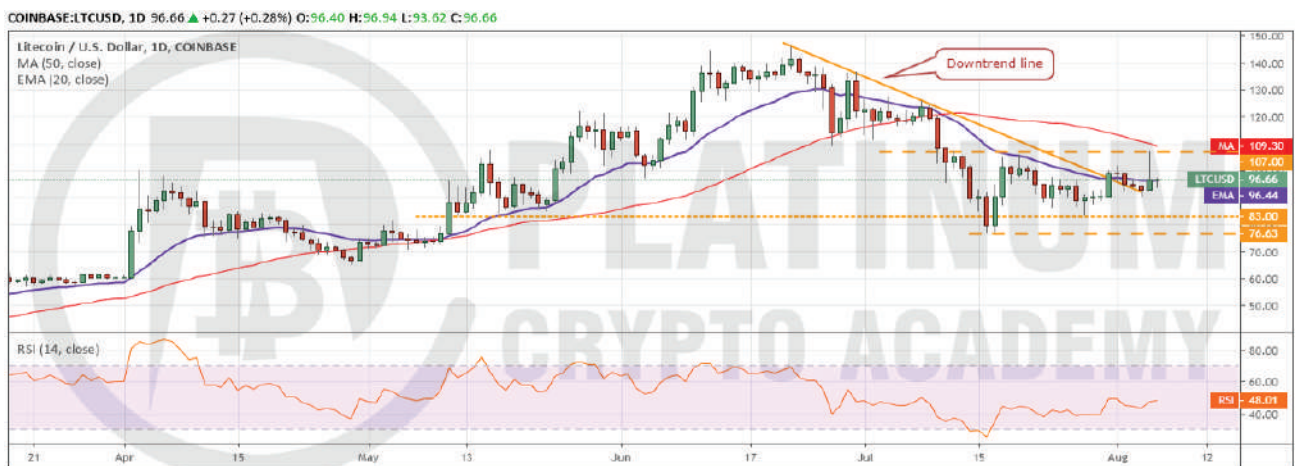 COINBASE:LTCUSD, 1D 96.66 ▲ +0.27 (+0.28%) O:96.40 H:96.94 L:93.62 C:96.66
Litecoin / U.S. Dollar, 1D, COINBASE
MA (50, close)
EMA (20, close)
Downtrend line
150.00
140.00
130.00
120.00
MA 109.30
107.00
LTCUSD 96.66
EMA 96.44
83.00
76.63
70.00
60.00
50.00
PLATINUM
CRYPTO ACADEMY
RSI (14, close)
80.00
60.00
RSI 48.01
40.00
21 Apr 15 May 13 Jun 17 Jul 15 Aug 12